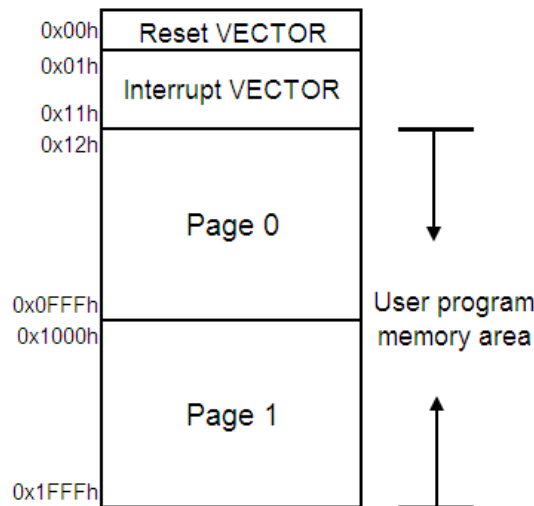 0x00h
Reset VECTOR
0x01h
Interrupt VECTOR
0x11h
0x12h
Page 0
0x0FFFh
0x1000h
User program
memory area
Page 1
0x1FFFh